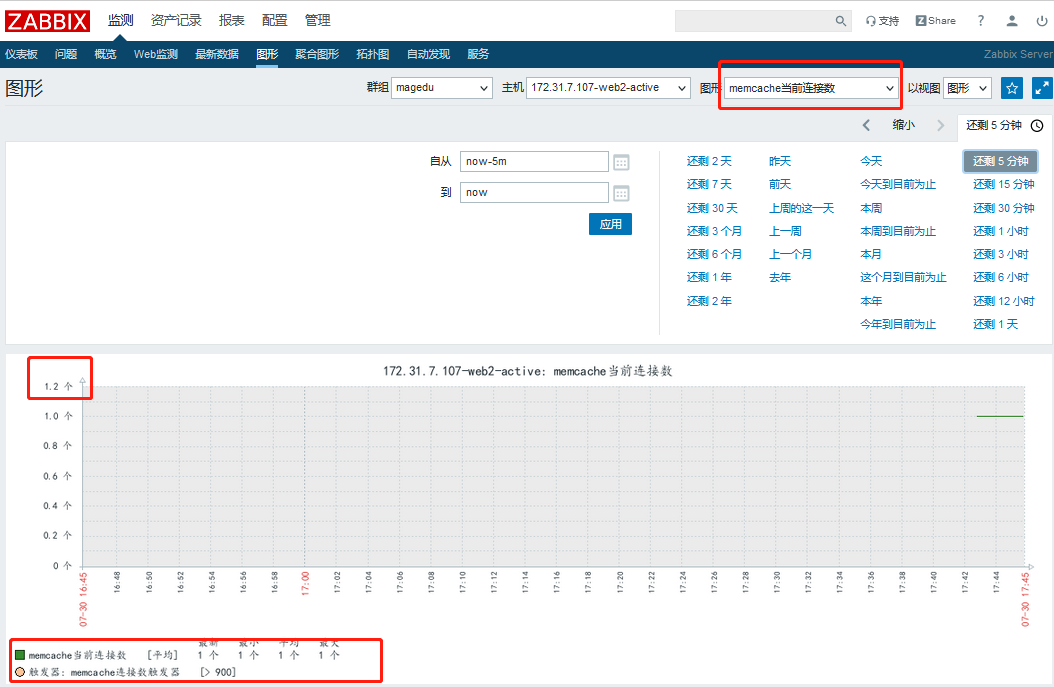 ZABBIX 监测 资产记录 报表 配置 管理 支持 Z Share ?
仪表板 问题 概览 Web监测 最新数据 图形 聚合图形 拓扑图 自动发现 服务 Zabbix Server
图形 群组 magedu 主机 172.31.7.107-web2-active 图形 memcache当前连接数 以视图 图形
缩小 还剩 5 分钟
自从 now-5m
到 now
应用
还剩 2 天 昨天 今天 还剩 5 分钟
还剩 7 天 前天 今天到目前为止 还剩 15 分钟
还剩 30 天 上周的这一天 本周 还剩 30 分钟
还剩 3 个月 上一周 本周到目前为止 还剩 1 小时
还剩 6 个月 上一个月 本月 还剩 3 小时
还剩 1 年 去年 这个月到目前为止 还剩 6 小时
还剩 2 年 本年 还剩 12 小时
今年到目前为止 还剩 1 天
172.31.7.107-web2-active: memcache当前连接数
1.2 个
1.0 个
0.8 个
0.6 个
0.4 个
0.2 个
0 个
07-30 16:45 16:48 16:50 16:52 16:54 16:56 16:58 17:00 17:02 17:04 17:06 17:08 17:10 17:12 17:14 17:16 17:18 17:20 17:22 17:24 17:26 17:28 17:30 17:32 17:34 17:36 17:38 17:40 17:42 17:44 07-30 17:45
最新 最小 平均 最大
memcache当前连接数 [平均] 1 个 1 个 1 个 1 个
触发器: memcache连接数触发器 [> 900]